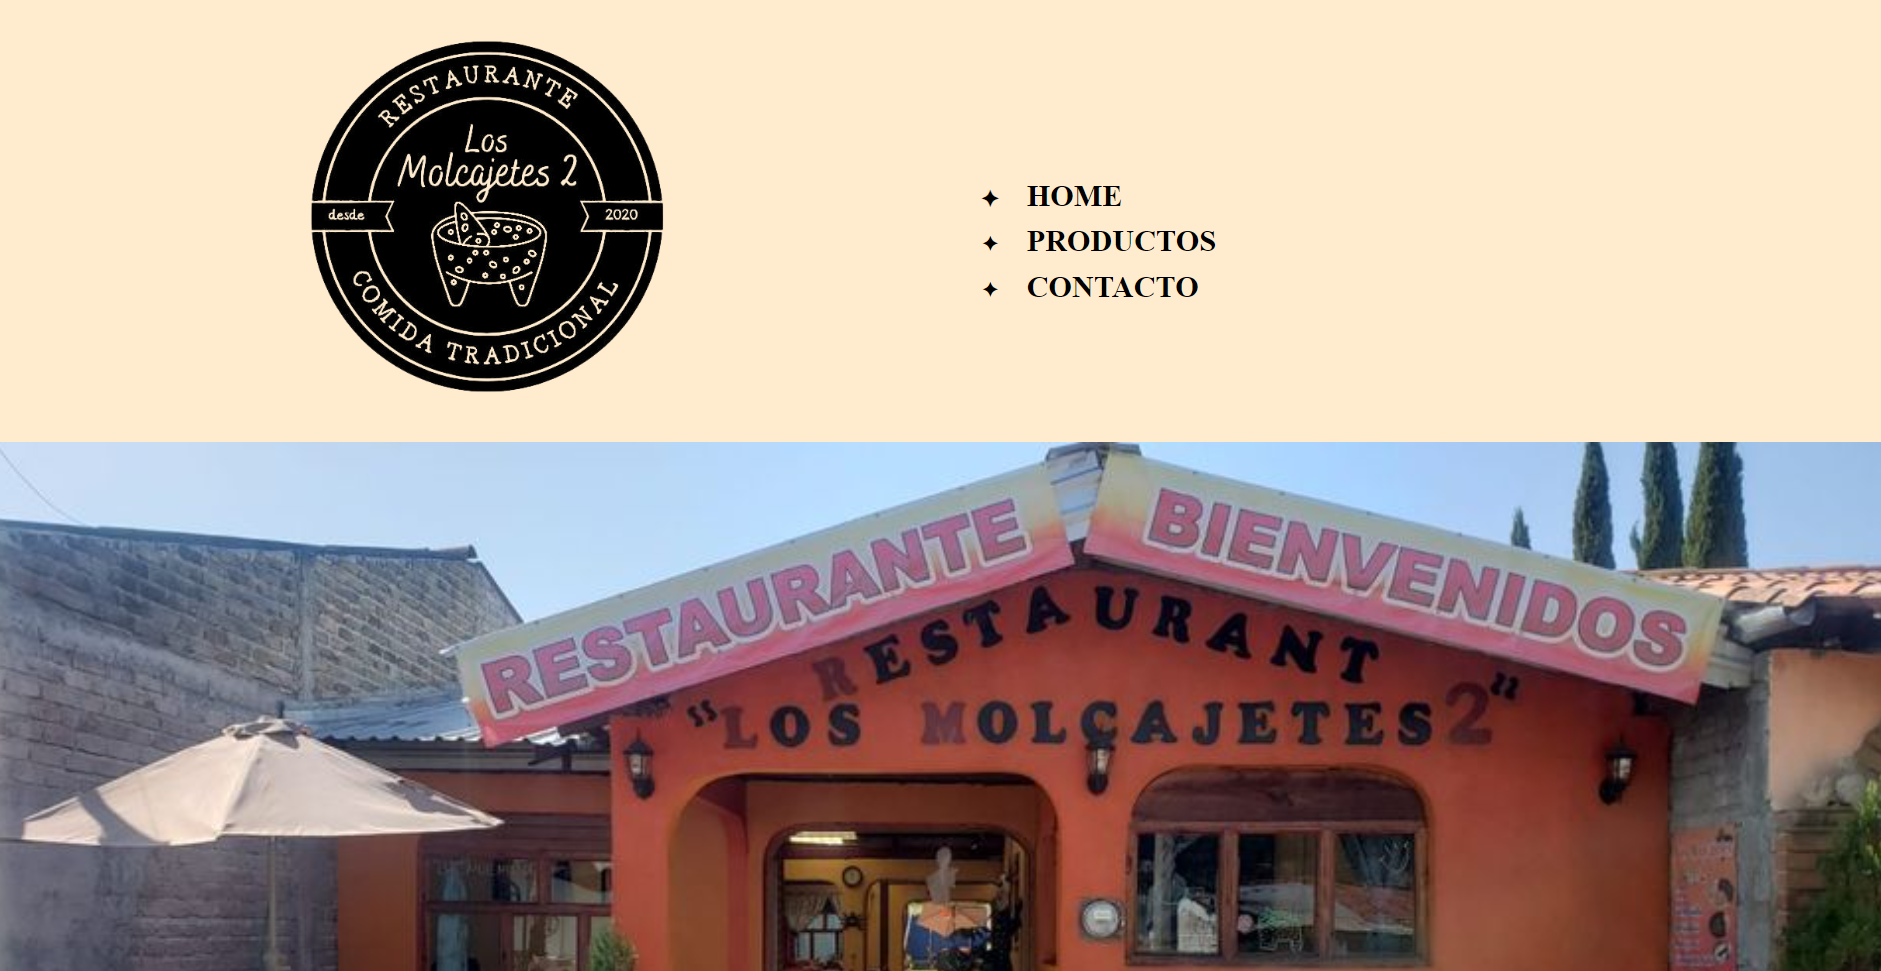 RESTAURANTE
Los
Molcajetes 2
desde
2020
COMIDA TRADICIONAL
HOME
PRODUCTOS
CONTACTO
RESTAURANTE
BIENVENIDOS
RESTAURANT
"LOS MOLCAJETES 2"